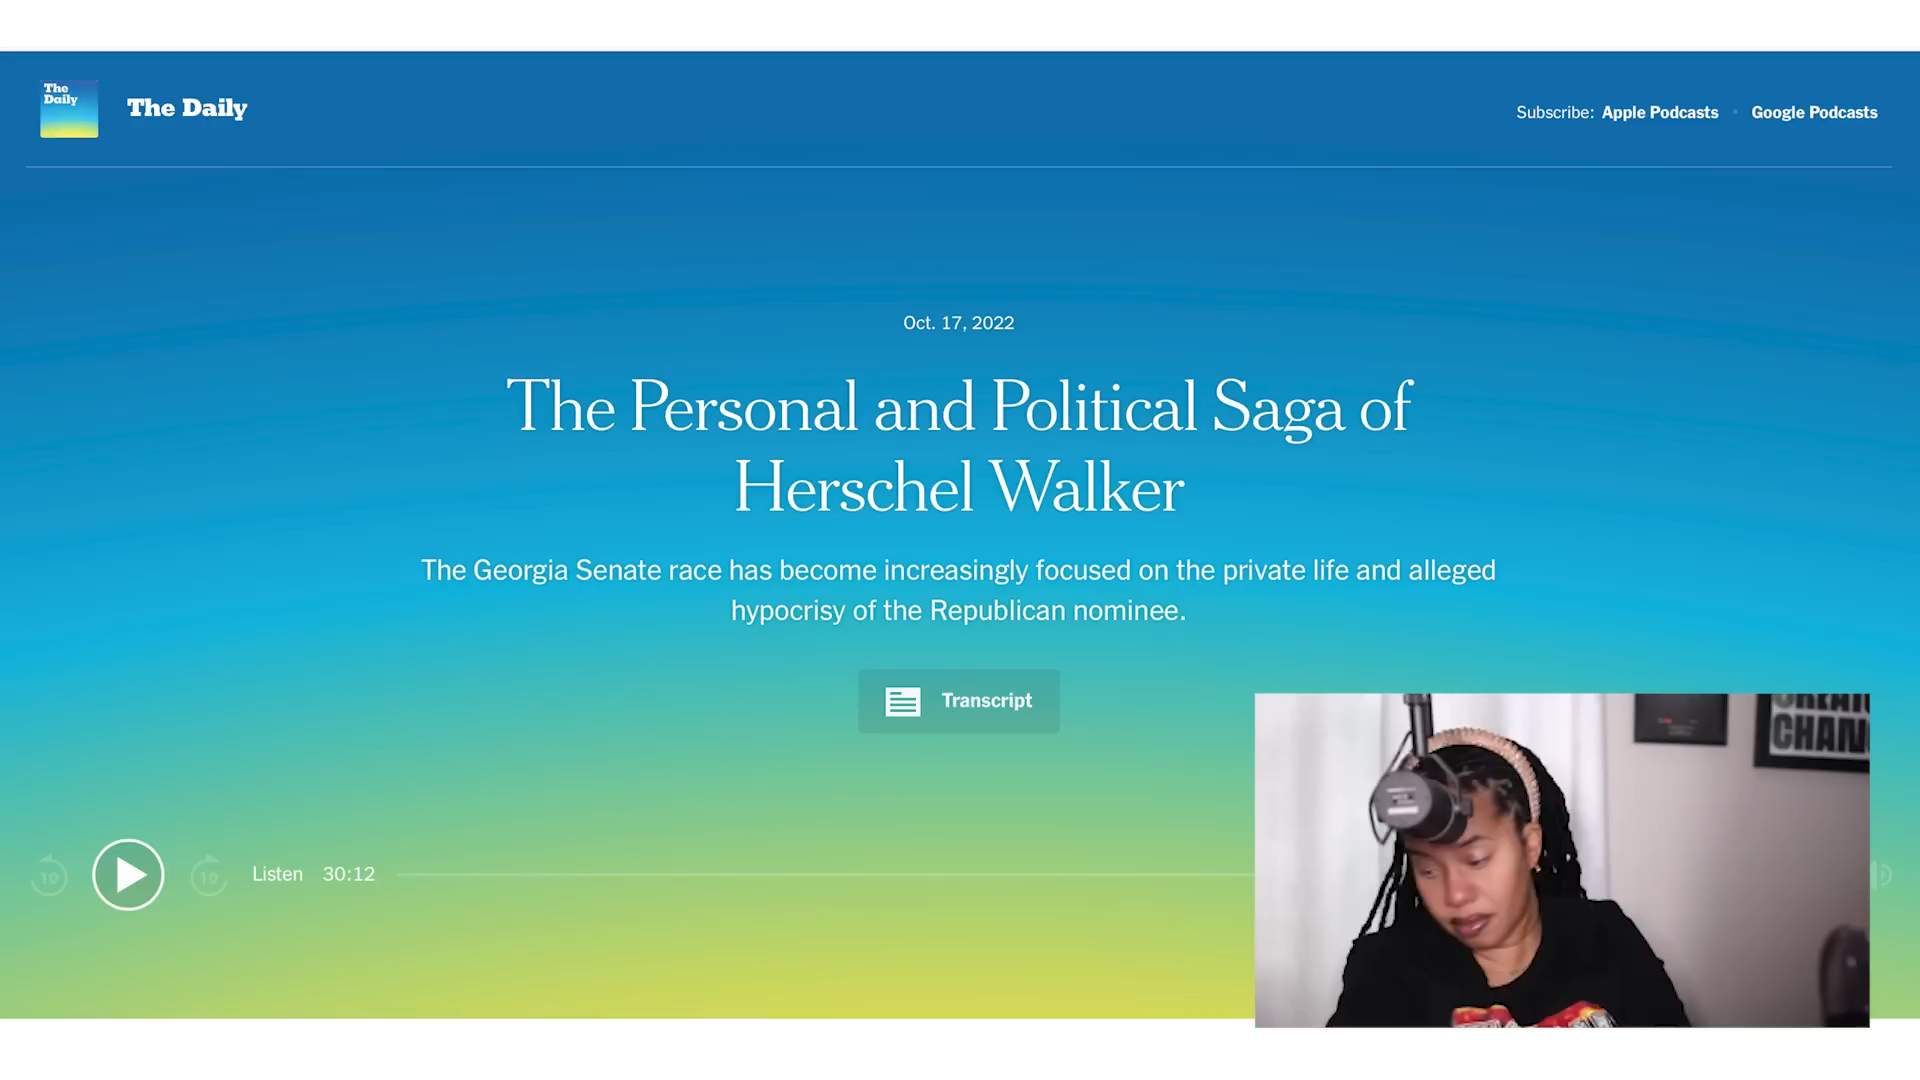 The
Daily
The Daily
Subscribe: Apple Podcasts • Google Podcasts
Oct. 17, 2022
The Personal and Political Saga of
Herschel Walker
The Georgia Senate race has become increasingly focused on the private life and alleged
hypocrisy of the Republican nominee.
Transcript
10
10
Listen 30:12
CHAN